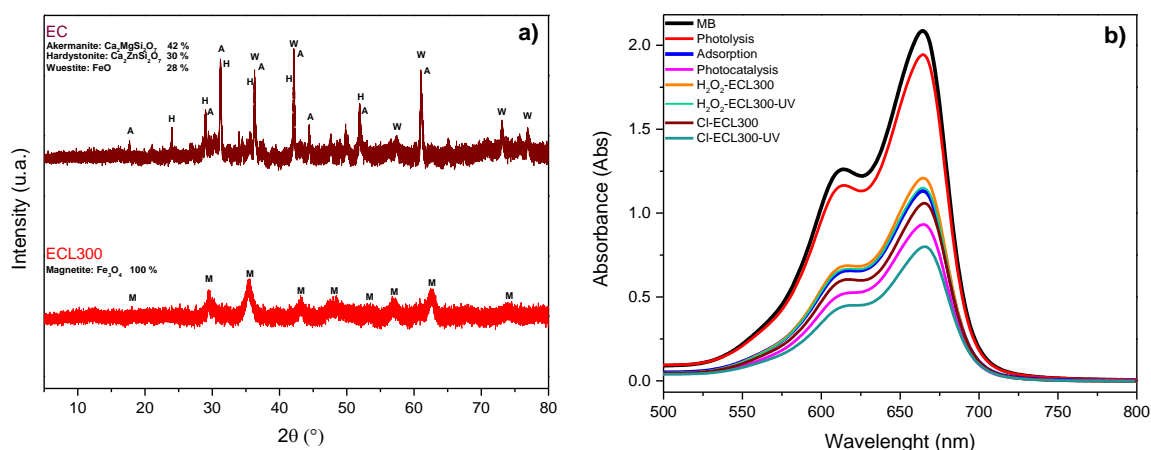 EC
a)
Akermanite: Ca₂MgSi₂O₇ 42 %
Hardystonite: Ca₂ZnSi₂O₇ 30 %
Wuestite: FeO 28 %
A H H A A H W H A W H A A H A W W A W W
ECL300
Magnetite: Fe₃O₄ 100 %
M M M M M M M M M
Intensity (u.a.)
10 20 30 40 50 60 70 80
2θ (°)
b)
MB
Photolysis
Adsorption
Photocatalysis
H₂O₂-ECL300
H₂O₂-ECL300-UV
Cl-ECL300
Cl-ECL300-UV
Absorbance (Abs)
2.0
1.5
1.0
0.5
0.0
500 550 600 650 700 750 800
Wavelenght (nm)